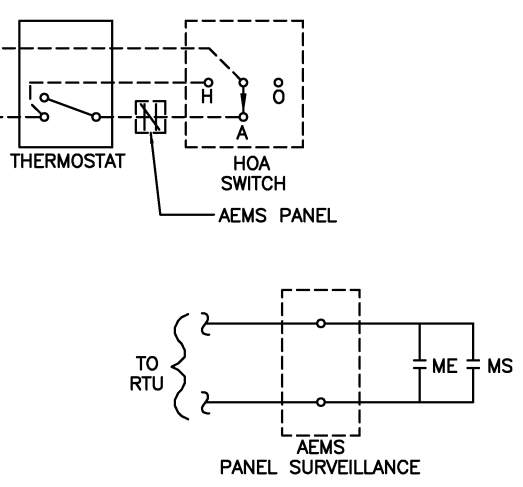 H
O
A
THERMOSTAT
HOA
SWITCH
AEMS PANEL
TO
RTU
ME
MS
AEMS
PANEL SURVEILLANCE